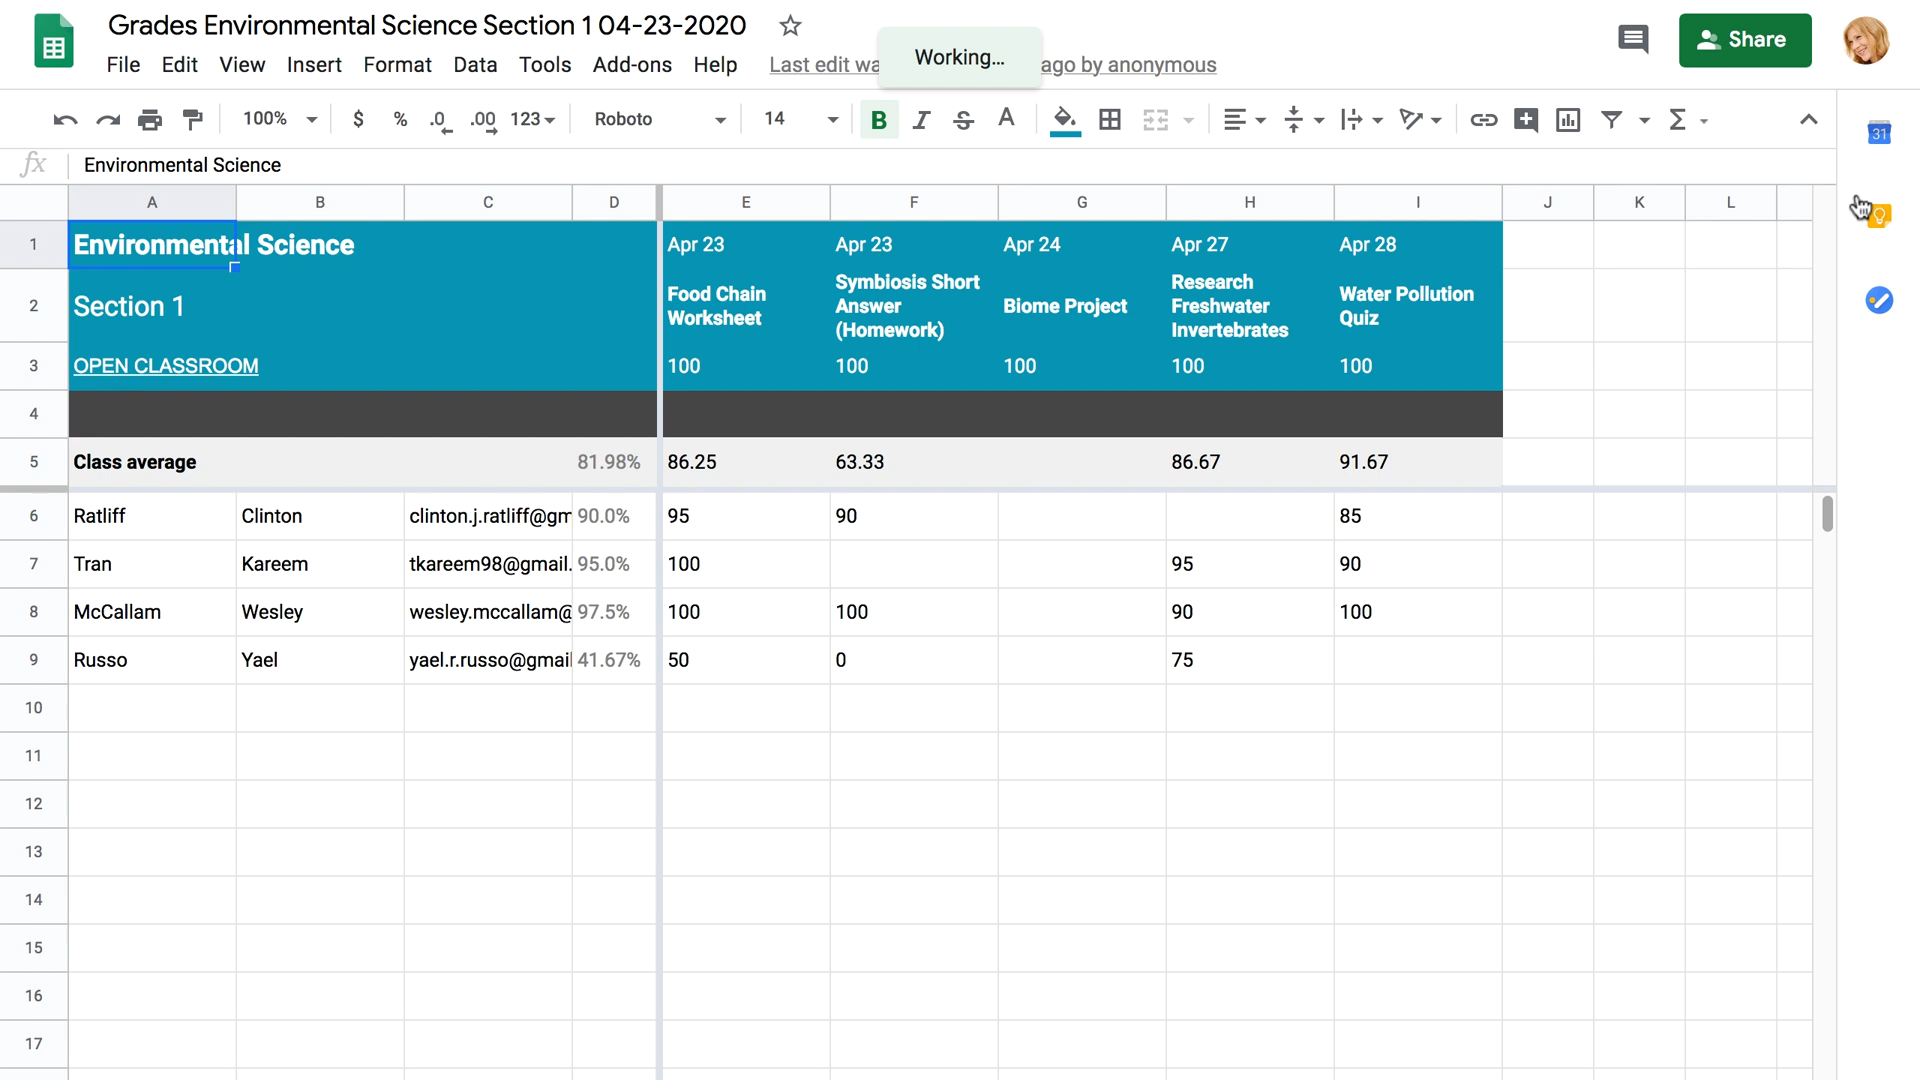 Grades Environmental Science Section 1 04-23-2020
Working...
Share
File Edit View Insert Format Data Tools Add-ons Help Last edit wa ago by anonymous
100% $ % .0 .00 123 Roboto 14 B I S A Σ
31
fx Environmental Science
A B C D E F G H I J K L
1 Environmental Science Apr 23 Apr 23 Apr 24 Apr 27 Apr 28
2 Section 1 Food Chain Worksheet Symbiosis Short Answer (Homework) Biome Project Research Freshwater Invertebrates Water Pollution Quiz
3 OPEN CLASSROOM 100 100 100 100 100
4
5 Class average 81.98% 86.25 63.33 86.67 91.67
6 Ratliff Clinton clinton.j.ratliff@gm 90.0% 95 90 85
7 Tran Kareem tkareem98@gmail. 95.0% 100 95 90
8 McCallam Wesley wesley.mccallam@ 97.5% 100 100 90 100
9 Russo Yael yael.r.russo@gmail 41.67% 50 0 75
10
11
12
13
14
15
16
17